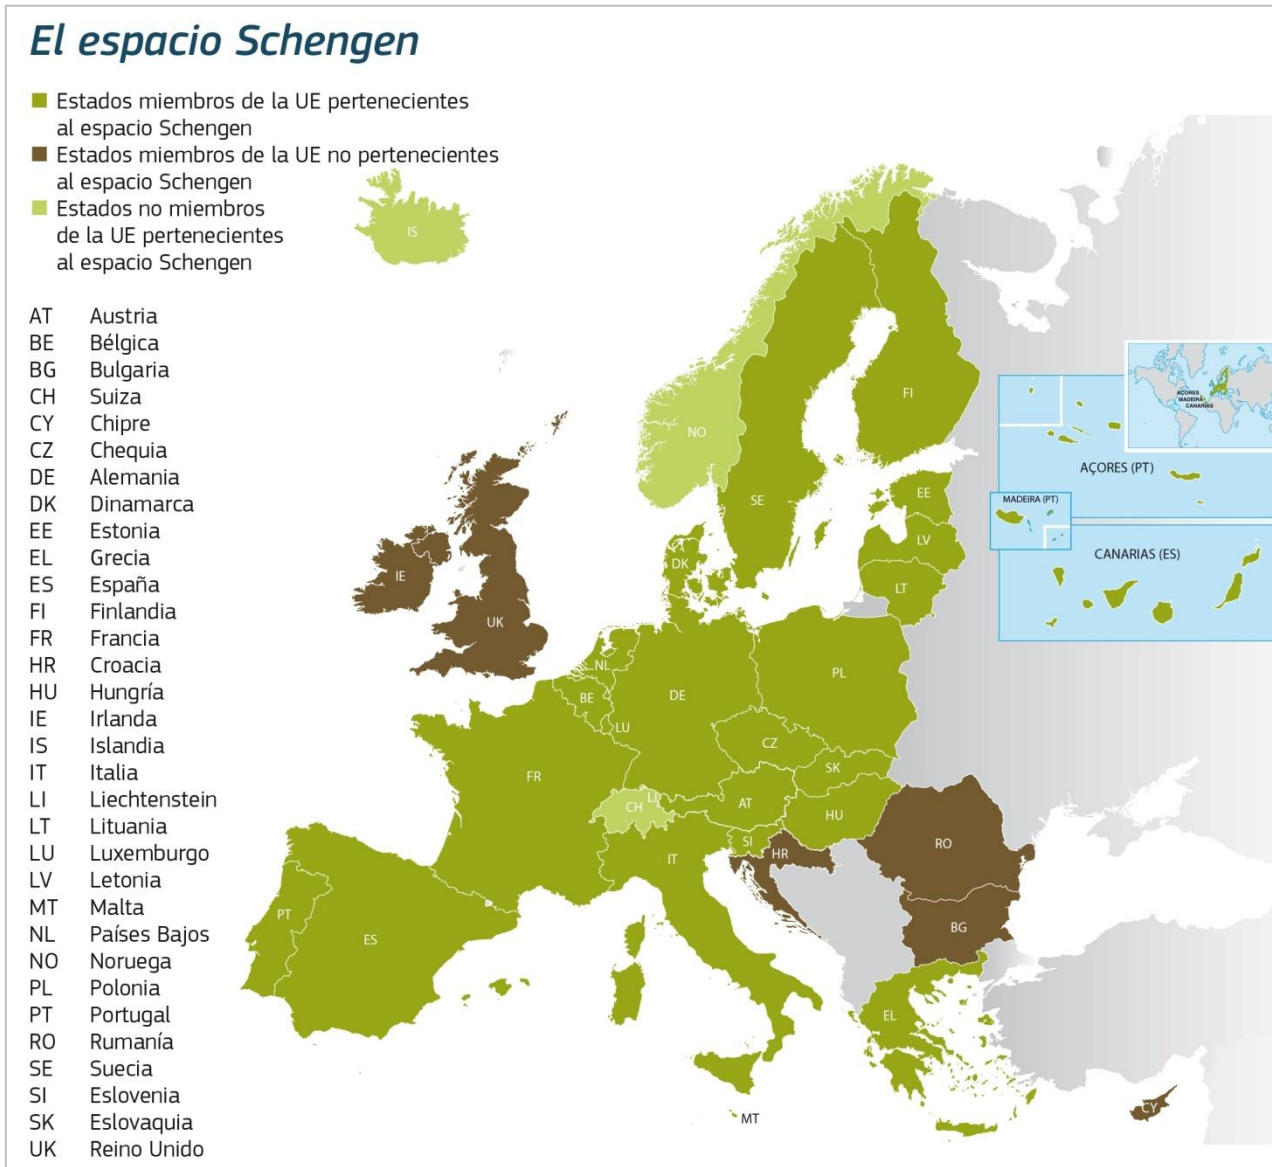 El espacio Schengen
Estados miembros de la UE pertenecientes
al espacio Schengen
Estados miembros de la UE no pertenecientes
al espacio Schengen
Estados no miembros
de la UE pertenecientes
al espacio Schengen
AT Austria
BE Bélgica
BG Bulgaria
CH Suiza
CY Chipre
CZ Chequia
DE Alemania
DK Dinamarca
EE Estonia
EL Grecia
ES España
FI Finlandia
FR Francia
HR Croacia
HU Hungría
IE Irlanda
IS Islandia
IT Italia
LI Liechtenstein
LT Lituania
LU Luxemburgo
LV Letonia
MT Malta
NL Países Bajos
NO Noruega
PL Polonia
PT Portugal
RO Rumanía
SE Suecia
SI Eslovenia
SK Eslovaquia
UK Reino Unido
IS
FI
NO
SE
EE
LV
LT
DK
IE
UK
NL
BE
LU
DE
PL
CZ
SK
FR
CH
LI
AT
HU
SI
HR
IT
RO
BG
PT
ES
EL
MT
CY
AÇORES
MADEIRA
CANARIAS
AÇORES (PT)
MADEIRA (PT)
CANARIAS (ES)